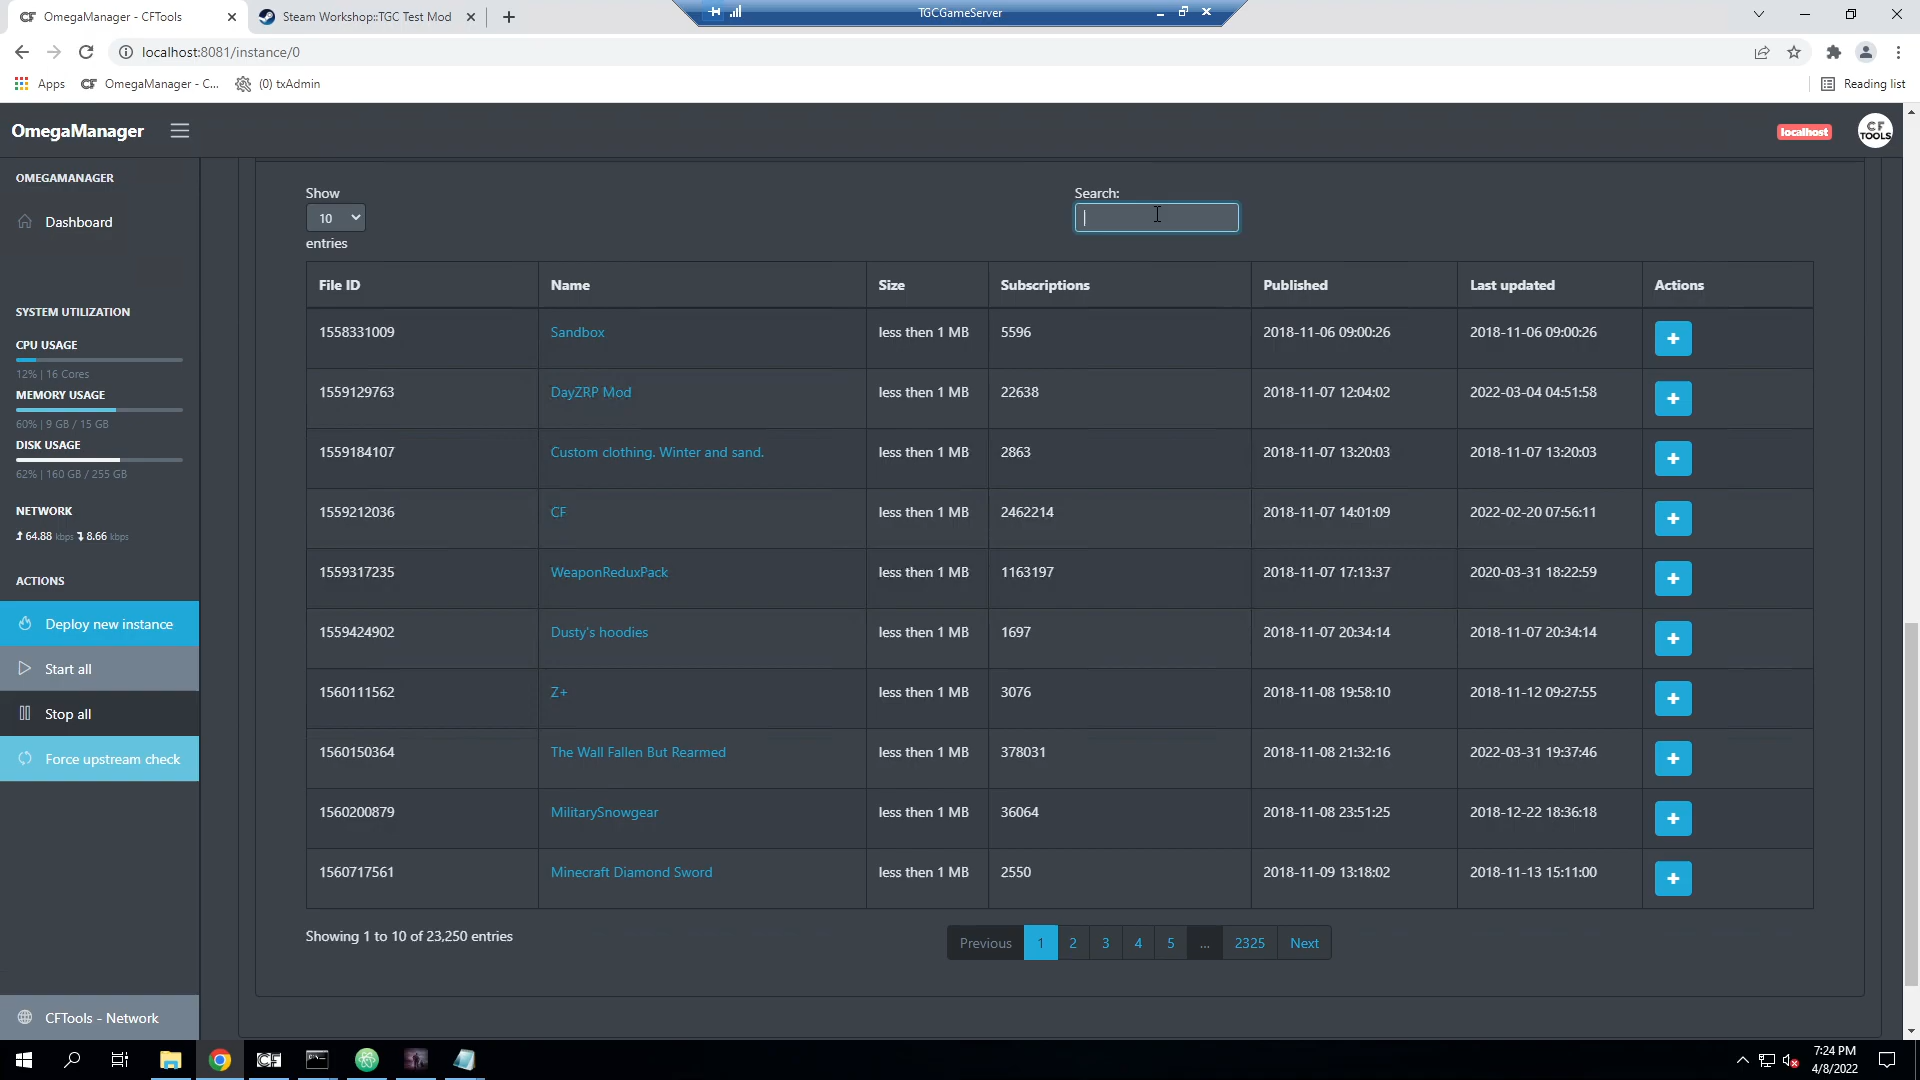 OmegaManager - CFTools
Steam Workshop::TGC Test Mod
TGCGameServer
localhost:8081/instance/0
Apps
OmegaManager - C...
(0) txAdmin
Reading list
OmegaManager
localhost
CF TOOLS
OMEGAMANAGER
Dashboard
SYSTEM UTILIZATION
CPU USAGE
12% | 16 Cores
MEMORY USAGE
60% | 9 GB / 15 GB
DISK USAGE
62% | 160 GB / 255 GB
NETWORK
64.88 kbps 8.66 kbps
ACTIONS
Deploy new instance
Start all
Stop all
Force upstream check
CFTools - Network
Show
10
entries
Search:
File ID Name Size Subscriptions Published Last updated Actions
1558331009 Sandbox less then 1 MB 5596 2018-11-06 09:00:26 2018-11-06 09:00:26 +
1559129763 DayZRP Mod less then 1 MB 22638 2018-11-07 12:04:02 2022-03-04 04:51:58 +
1559184107 Custom clothing. Winter and sand. less then 1 MB 2863 2018-11-07 13:20:03 2018-11-07 13:20:03 +
1559212036 CF less then 1 MB 2462214 2018-11-07 14:01:09 2022-02-20 07:56:11 +
1559317235 WeaponReduxPack less then 1 MB 1163197 2018-11-07 17:13:37 2020-03-31 18:22:59 +
1559424902 Dusty's hoodies less then 1 MB 1697 2018-11-07 20:34:14 2018-11-07 20:34:14 +
1560111562 Z+ less then 1 MB 3076 2018-11-08 19:58:10 2018-11-12 09:27:55 +
1560150364 The Wall Fallen But Rearmed less then 1 MB 378031 2018-11-08 21:32:16 2022-03-31 19:37:46 +
1560200879 MilitarySnowgear less then 1 MB 36064 2018-11-08 23:51:25 2018-12-22 18:36:18 +
1560717561 Minecraft Diamond Sword less then 1 MB 2550 2018-11-09 13:18:02 2018-11-13 15:11:00 +
Showing 1 to 10 of 23,250 entries
Previous 1 2 3 4 5 ... 2325 Next
7:24 PM
4/8/2022